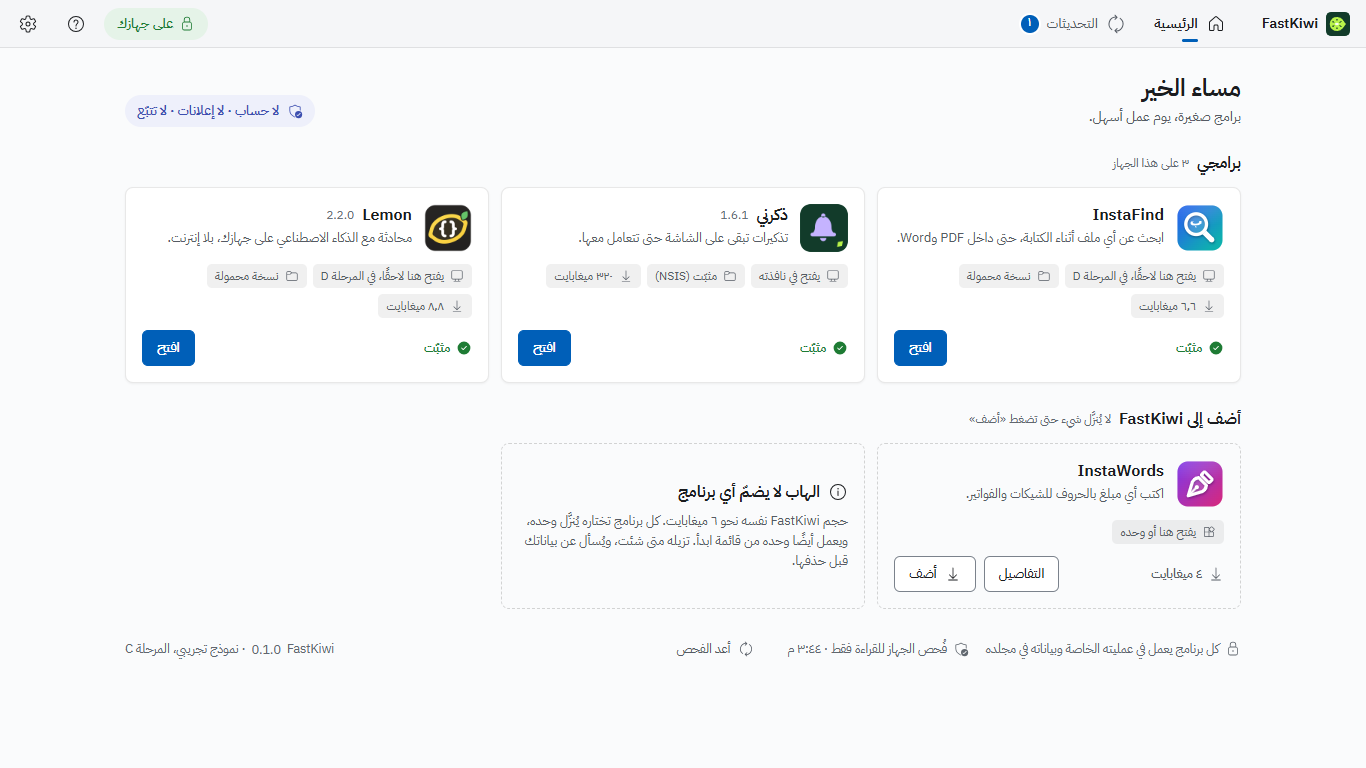 FastKiwi
الرئيسية
التحديثات ١
على جهازك
مساء الخير
برامج صغيرة، يوم عمل أسهل.
لا حساب · لا إعلانات · لا تتبّع
برامجي ٣ على هذا الجهاز
InstaFind
ابحث عن أي ملف أثناء الكتابة، حتى داخل PDF وWord.
يفتح هنا لاحقًا، في المرحلة D
نسخة محمولة
٦٫٦ ميغابايت
مثبّت
افتح
ذكرني 1.6.1
تذكيرات تبقى على الشاشة حتى تتعامل معها.
يفتح في نافذته
مثبّت (NSIS)
٣٢٠ ميغابايت
مثبّت
افتح
Lemon 2.2.0
محادثة مع الذكاء الاصطناعي على جهازك، بلا إنترنت.
يفتح هنا لاحقًا، في المرحلة D
نسخة محمولة
٨٫٨ ميغابايت
مثبّت
افتح
أضف إلى FastKiwi لا يُنزَّل شيء حتى تضغط «أضف»
InstaWords
اكتب أي مبلغ بالحروف للشيكات والفواتير.
يفتح هنا أو وحده
٤ ميغابايت
التفاصيل
أضف
الهاب لا يضمّ أي برنامج
حجم FastKiwi نفسه نحو ٦ ميغابايت. كل برنامج تختاره يُنزَّل وحده،
ويعمل أيضًا وحده من قائمة ابدأ. تزيله متى شئت، ويُسأل عن بياناتك
قبل حذفها.
كل برنامج يعمل في عمليته الخاصة وبياناته في مجلده
فُحص الجهاز للقراءة فقط · ٣:٤٤ م
أعد الفحص
FastKiwi 0.1.0 · نموذج تجريبي، المرحلة C